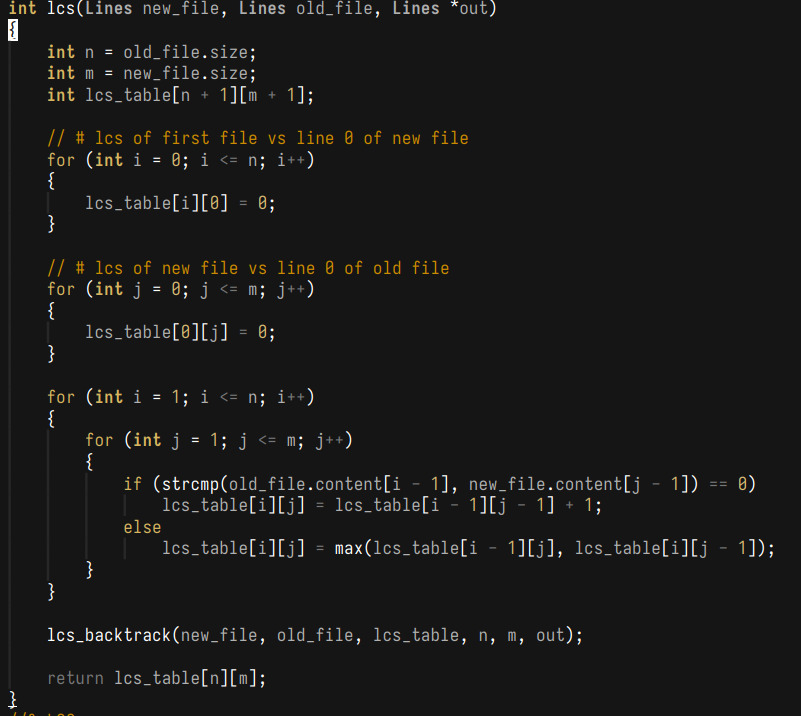 int lcs(Lines new_file, Lines old_file, Lines *out)
{
    int n = old_file.size;
    int m = new_file.size;
    int lcs_table[n + 1][m + 1];

    // # lcs of first file vs line 0 of new file
    for (int i = 0; i <= n; i++)
    {
        lcs_table[i][0] = 0;
    }

    // # lcs of new file vs line 0 of old file
    for (int j = 0; j <= m; j++)
    {
        lcs_table[0][j] = 0;
    }

    for (int i = 1; i <= n; i++)
    {
        for (int j = 1; j <= m; j++)
        {
            if (strcmp(old_file.content[i - 1], new_file.content[j - 1]) == 0)
                lcs_table[i][j] = lcs_table[i - 1][j - 1] + 1;
            else
                lcs_table[i][j] = max(lcs_table[i - 1][j], lcs_table[i][j - 1]);
        }
    }

    lcs_backtrack(new_file, old_file, lcs_table, n, m, out);

    return lcs_table[n][m];
}